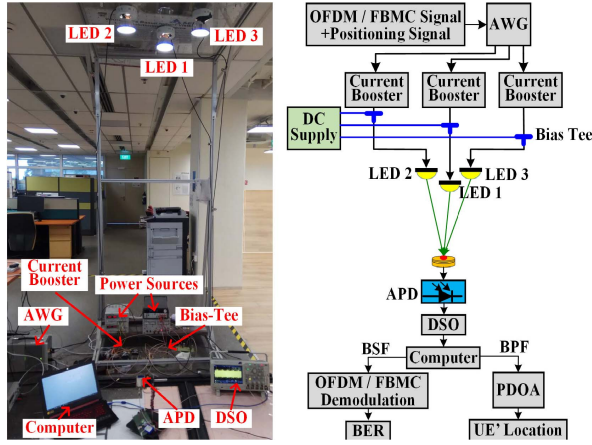 LED 2
LED 3
LED 1
Current
Booster
Power Sources
AWG
Bias-Tee
Computer
APD
DSO
OFDM / FBMC Signal
+Positioning Signal
AWG
Current
Booster
Current
Booster
Current
Booster
DC
Supply
Bias Tee
LED 2
LED 3
LED 1
APD
DSO
BSF
Computer
BPF
OFDM / FBMC
Demodulation
PDOA
BER
UE' Location